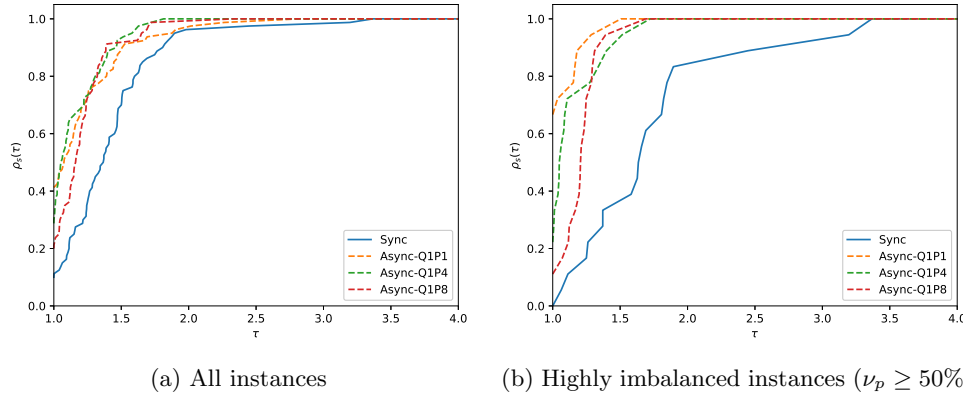 1.0
0.8
0.6
0.4
0.2
0.0
ρs(τ)
1.0 1.5 2.0 2.5 3.0 3.5 4.0
τ
Sync
Async-Q1P1
Async-Q1P4
Async-Q1P8
(a) All instances
1.0
0.8
0.6
0.4
0.2
0.0
ρs(τ)
1.0 1.5 2.0 2.5 3.0 3.5 4.0
τ
Sync
Async-Q1P1
Async-Q1P4
Async-Q1P8
(b) Highly imbalanced instances (νp ≥ 50%